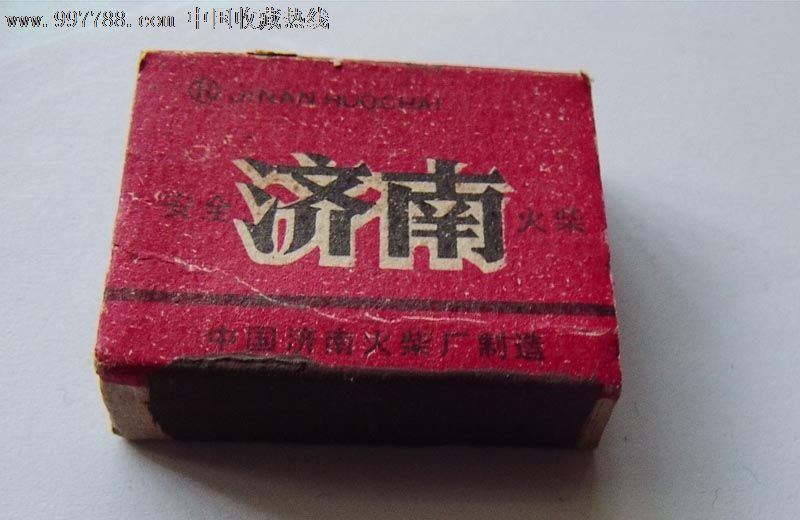 www.997788.com 中国收藏热线
JINAN HUOCHAI
安全 济南 火柴
中国济南火柴厂制造